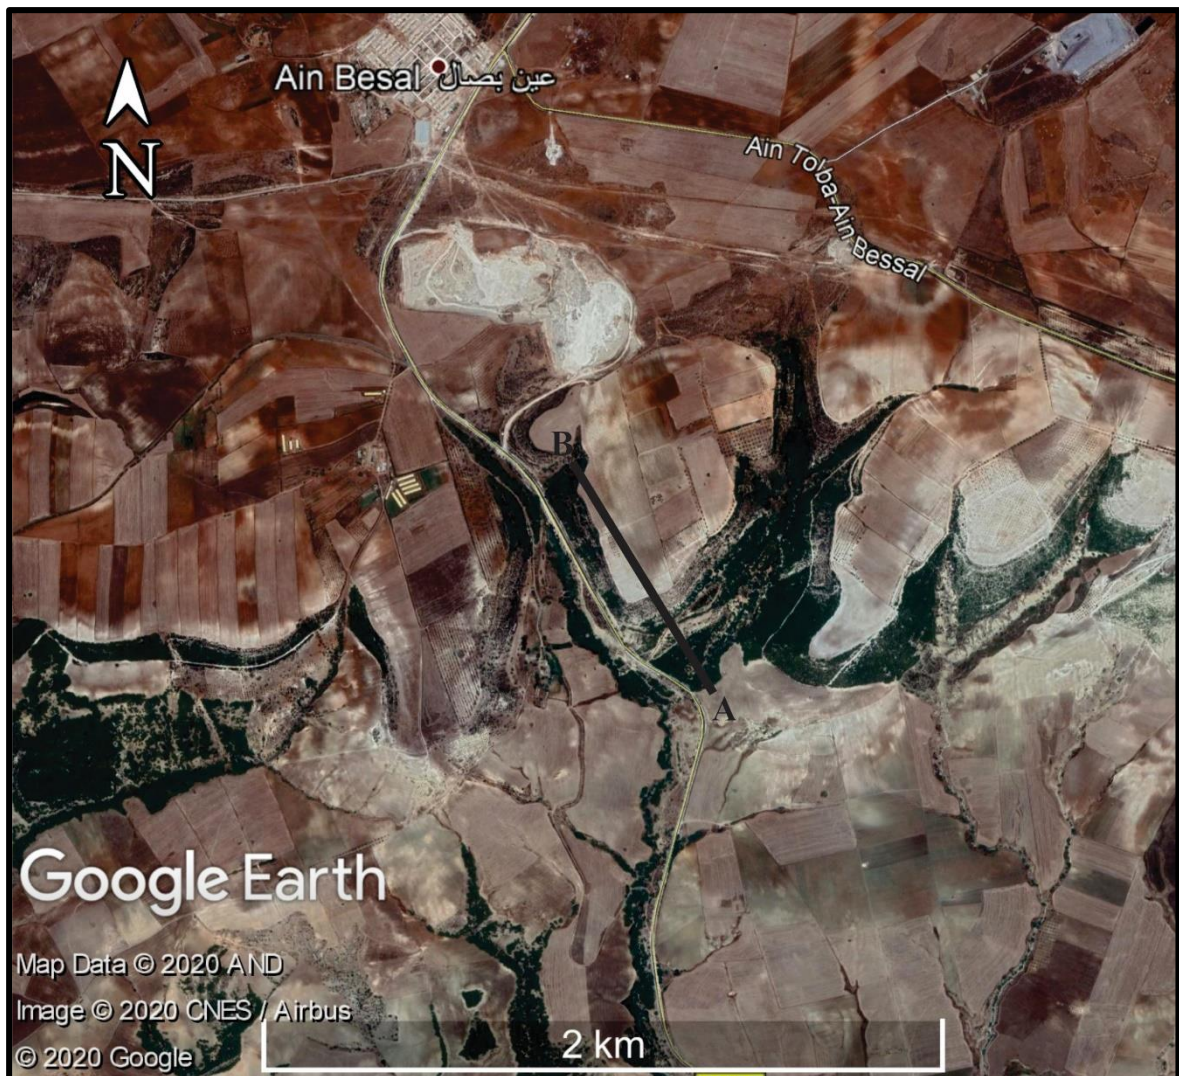 Ain Besal عين بصال
N
Ain Toba-Ain Bessal
B
A
Google Earth
Map Data © 2020 AND
Image © 2020 CNES / Airbus
© 2020 Google
2 km